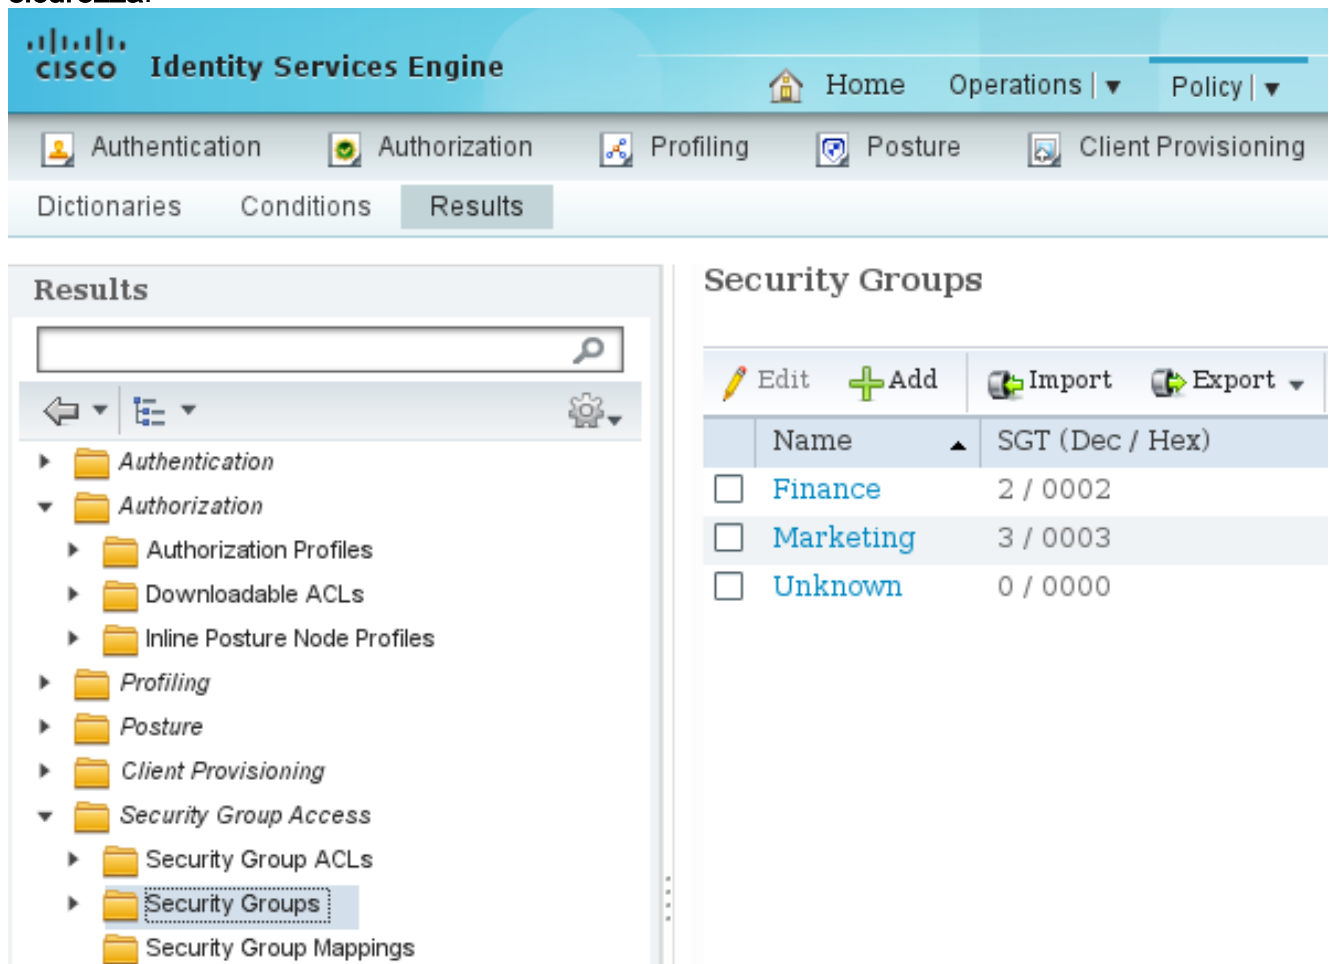 cisco Identity Services Engine
Home Operations Policy
Authentication Authorization Profiling Posture Client Provisioning
Dictionaries Conditions Results
Results
Authentication
Authorization
Authorization Profiles
Downloadable ACLs
Inline Posture Node Profiles
Profiling
Posture
Client Provisioning
Security Group Access
Security Group ACLs
Security Groups
Security Group Mappings
Security Groups
Edit Add Import Export
Name SGT (Dec / Hex)
Finance 2 / 0002
Marketing 3 / 0003
Unknown 0 / 0000